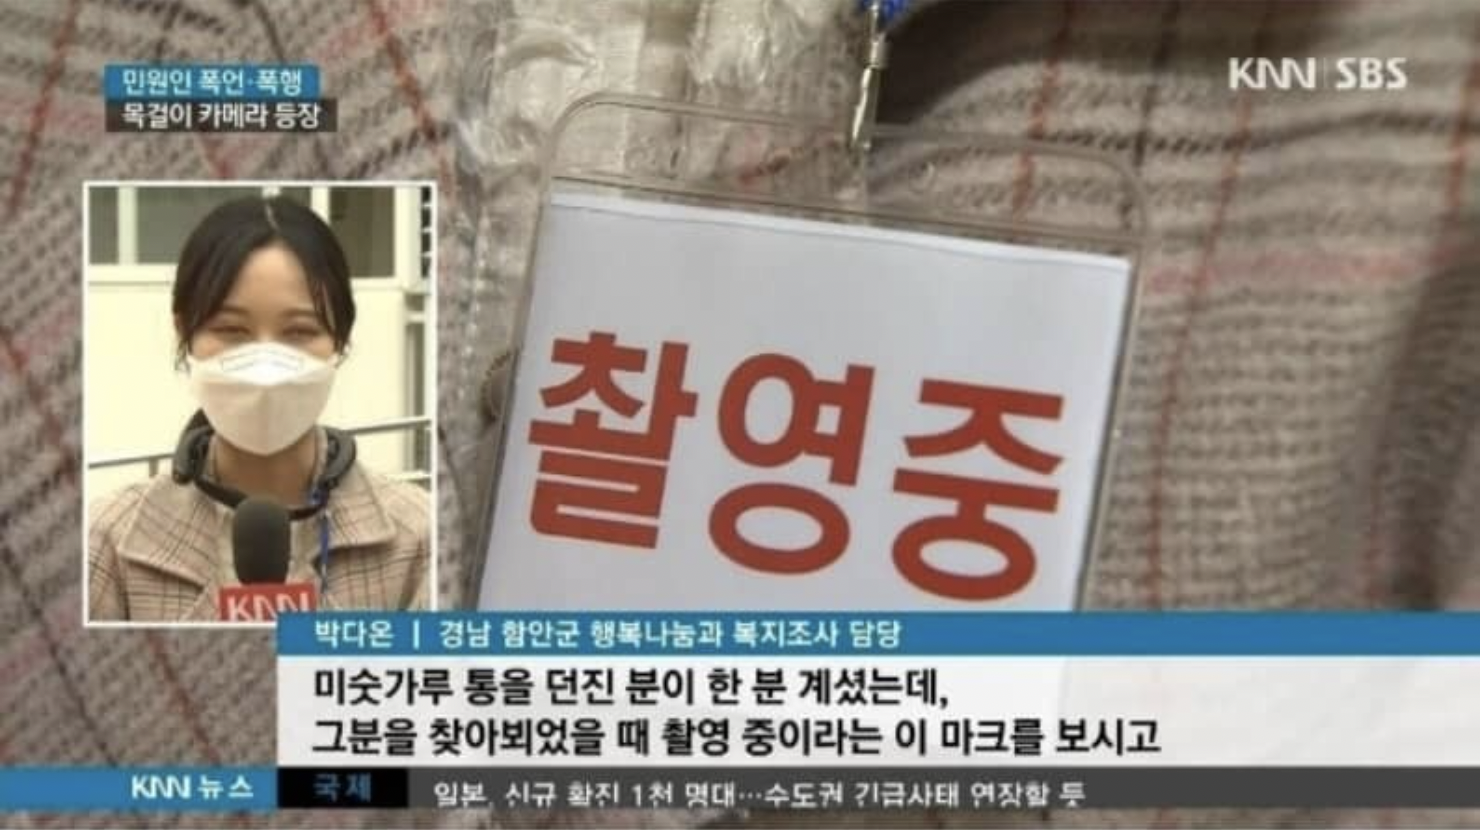 민원인 폭언·폭행
목걸이 카메라 등장
KNN SBS
촬영중
KNN
박다온 | 경남 함안군 행복나눔과 복지조사 담당
미숫가루 통을 던진 분이 한 분 계셨는데,
그분을 찾아뵈었을 때 촬영 중이라는 이 마크를 보시고
KNN 뉴스
국제
일본, 신규 확진 1천 명대…수도권 긴급사태 연장할 듯